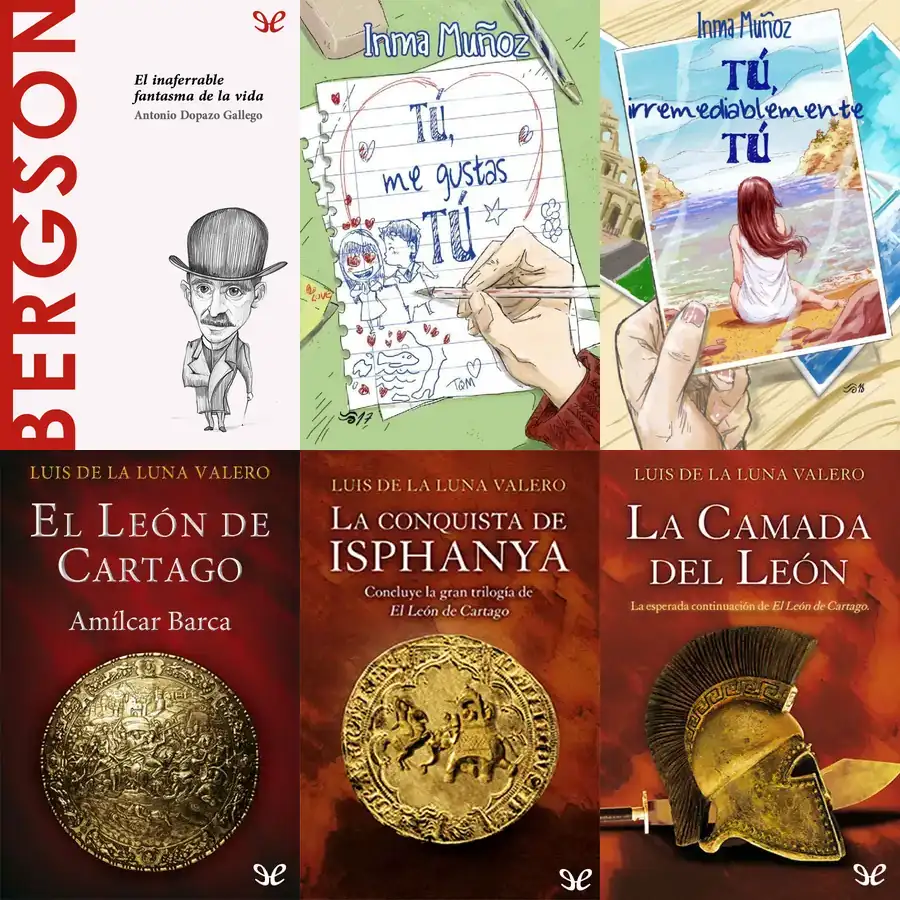 BERGSON
El inaferrable
fantasma de la vida
Antonio Dopazo Gallego
Inma Muñoz
TÚ,
me gustas
TÚ
LOVE
TOM
17
Inma Muñoz
TÚ,
irremediablemente
TÚ
18
LUIS DE LA LUNA VALERO
EL LEÓN DE
CARTAGO
Amílcar Barca
LUIS DE LA LUNA VALERO
LA CONQUISTA DE
ISPHANYA
Concluye la gran trilogía de
El León de Cartago
LUIS DE LA LUNA VALERO
LA CAMADA
DEL LEÓN
La esperada continuación de El León de Cartago.